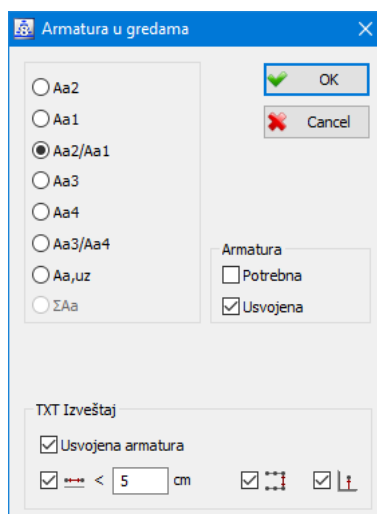 Armatura u gredama
Aa2
OK
Aa1
Cancel
Aa2/Aa1
Aa3
Aa4
Aa3/Aa4
Aa,uz
ΣAa
Armatura
Potrebna
Usvojena
TXT Izveštaj
Usvojena armatura
< 5 cm